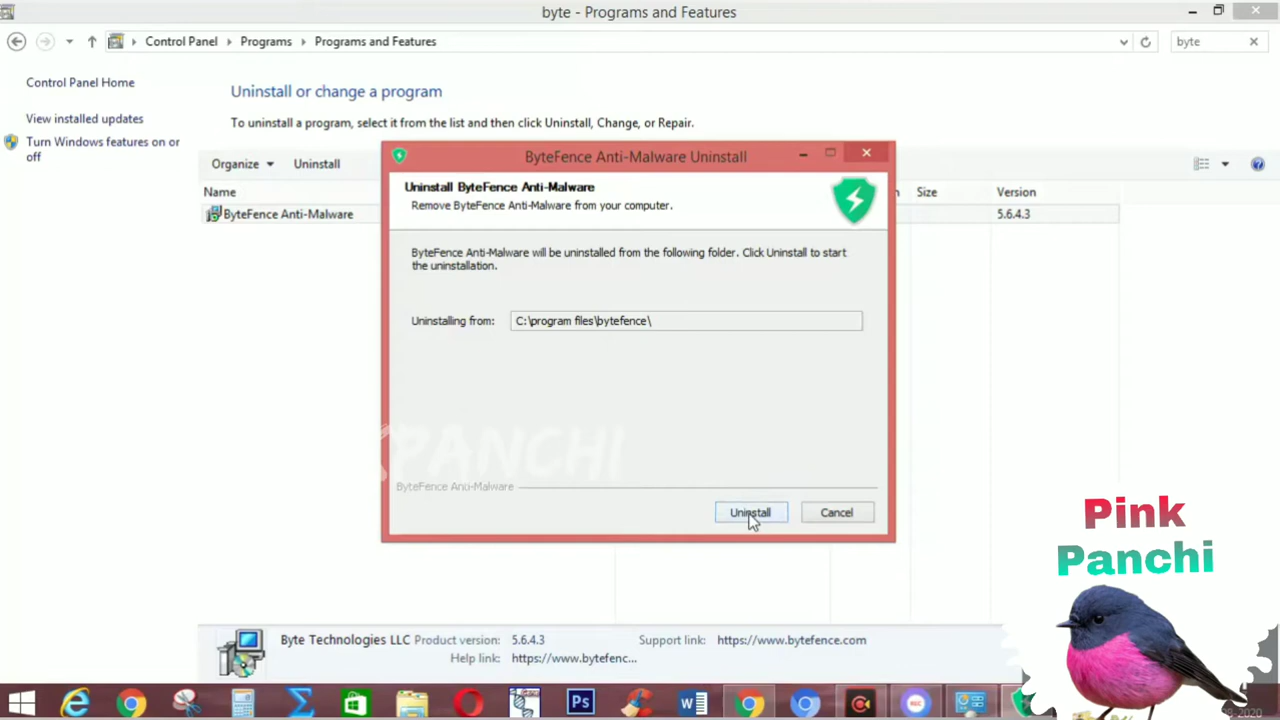 byte - Programs and Features
Control Panel Programs Programs and Features
byte
Control Panel Home
View installed updates
Turn Windows features on or
off
Uninstall or change a program
To uninstall a program, select it from the list and then click Uninstall, Change, or Repair.
Organize Uninstall
Name Size Version
ByteFence Anti-Malware 5.6.4.3
ByteFence Anti-Malware Uninstall
Uninstall ByteFence Anti-Malware
Remove ByteFence Anti-Malware from your computer.
ByteFence Anti-Malware will be uninstalled from the following folder. Click Uninstall to start
the uninstallation.
Uninstalling from: C:\program files\bytefence\
PANCHI
ByteFence Anti-Malware
Uninstall Cancel
Pink
Panchi
Byte Technologies LLC Product version: 5.6.4.3 Support link: https://www.bytefence.com
Help link: https://www.bytefenc...